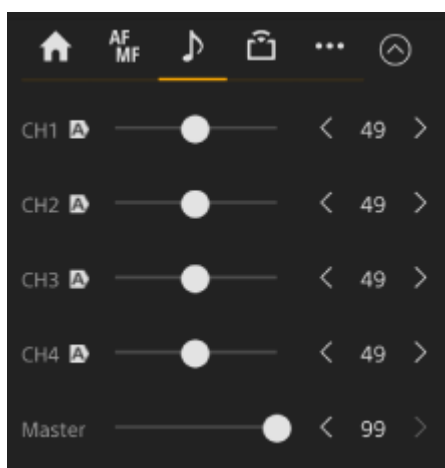 AF
MF
CH1 A 49
CH2 A 49
CH3 A 49
CH4 A 49
Master 99